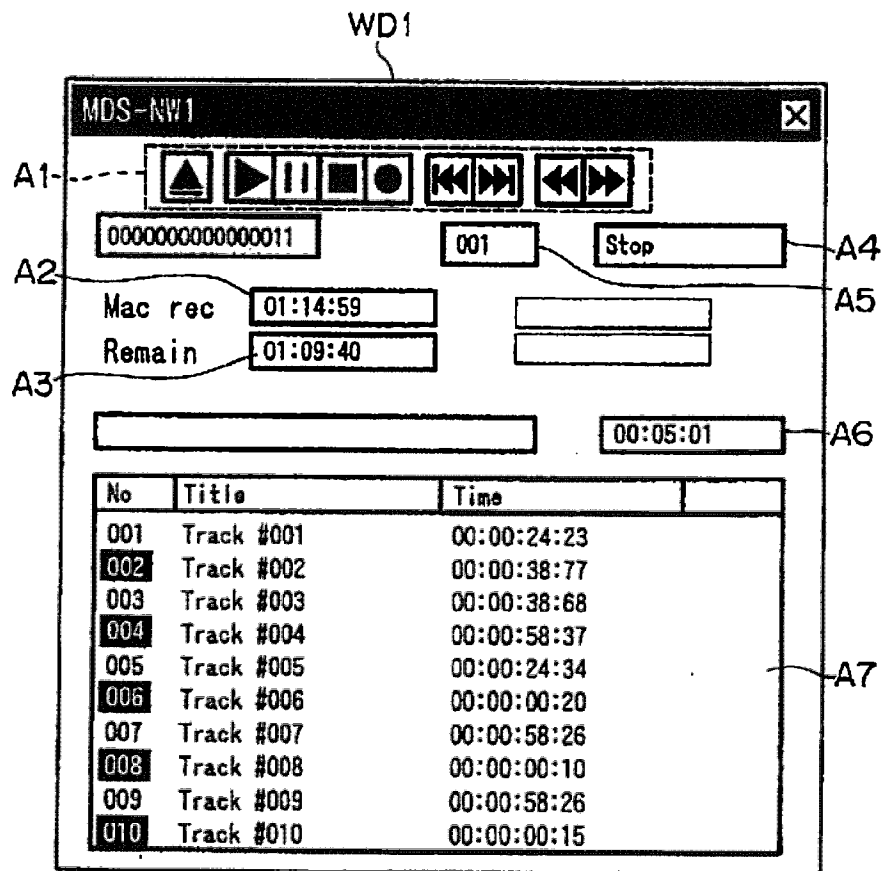 WD1
MDS-NW1
A1
0000000000000011 001 Stop A4
A2
Mac rec 01:14:59 A5
Remain 01:09:40
A3
00:05:01 A6
No Title Time
001 Track #001 00:00:24:23
002 Track #002 00:00:38:77
003 Track #003 00:00:38:68
004 Track #004 00:00:58:37
005 Track #005 00:00:24:34
A7
006 Track #006 00:00:00:20
007 Track #007 00:00:58:26
008 Track #008 00:00:00:10
009 Track #009 00:00:58:26
010 Track #010 00:00:00:15